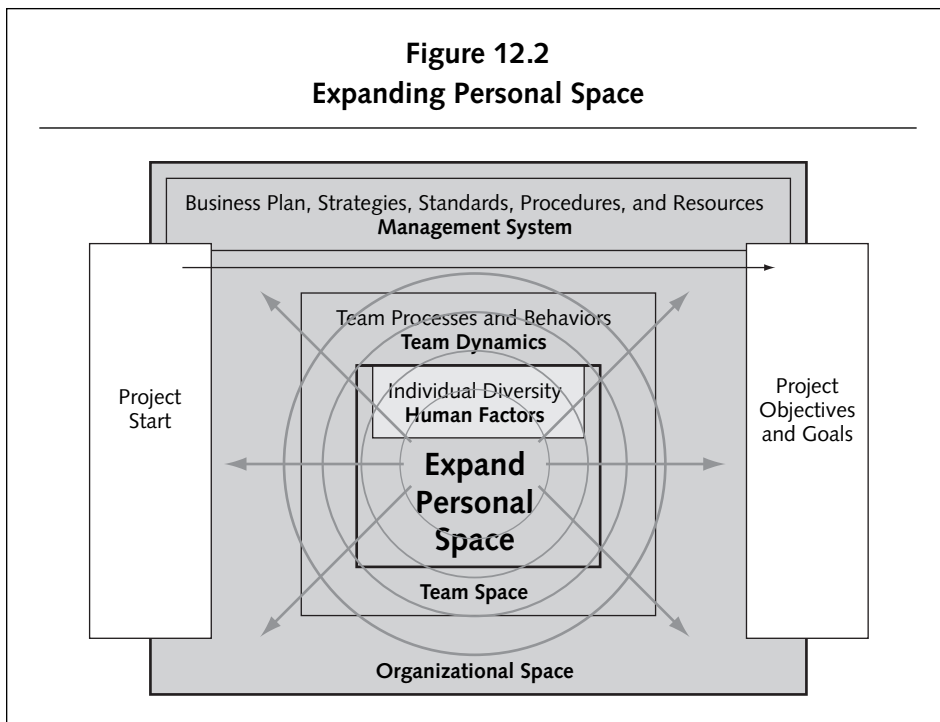 Figure 12.2
Expanding Personal Space
Business Plan, Strategies, Standards, Procedures, and Resources
Management System
Project
Start
Team Processes and Behaviors
Team Dynamics
Individual Diversity
Human Factors
Expand
Personal
Space
Team Space
Organizational Space
Project
Objectives
and Goals